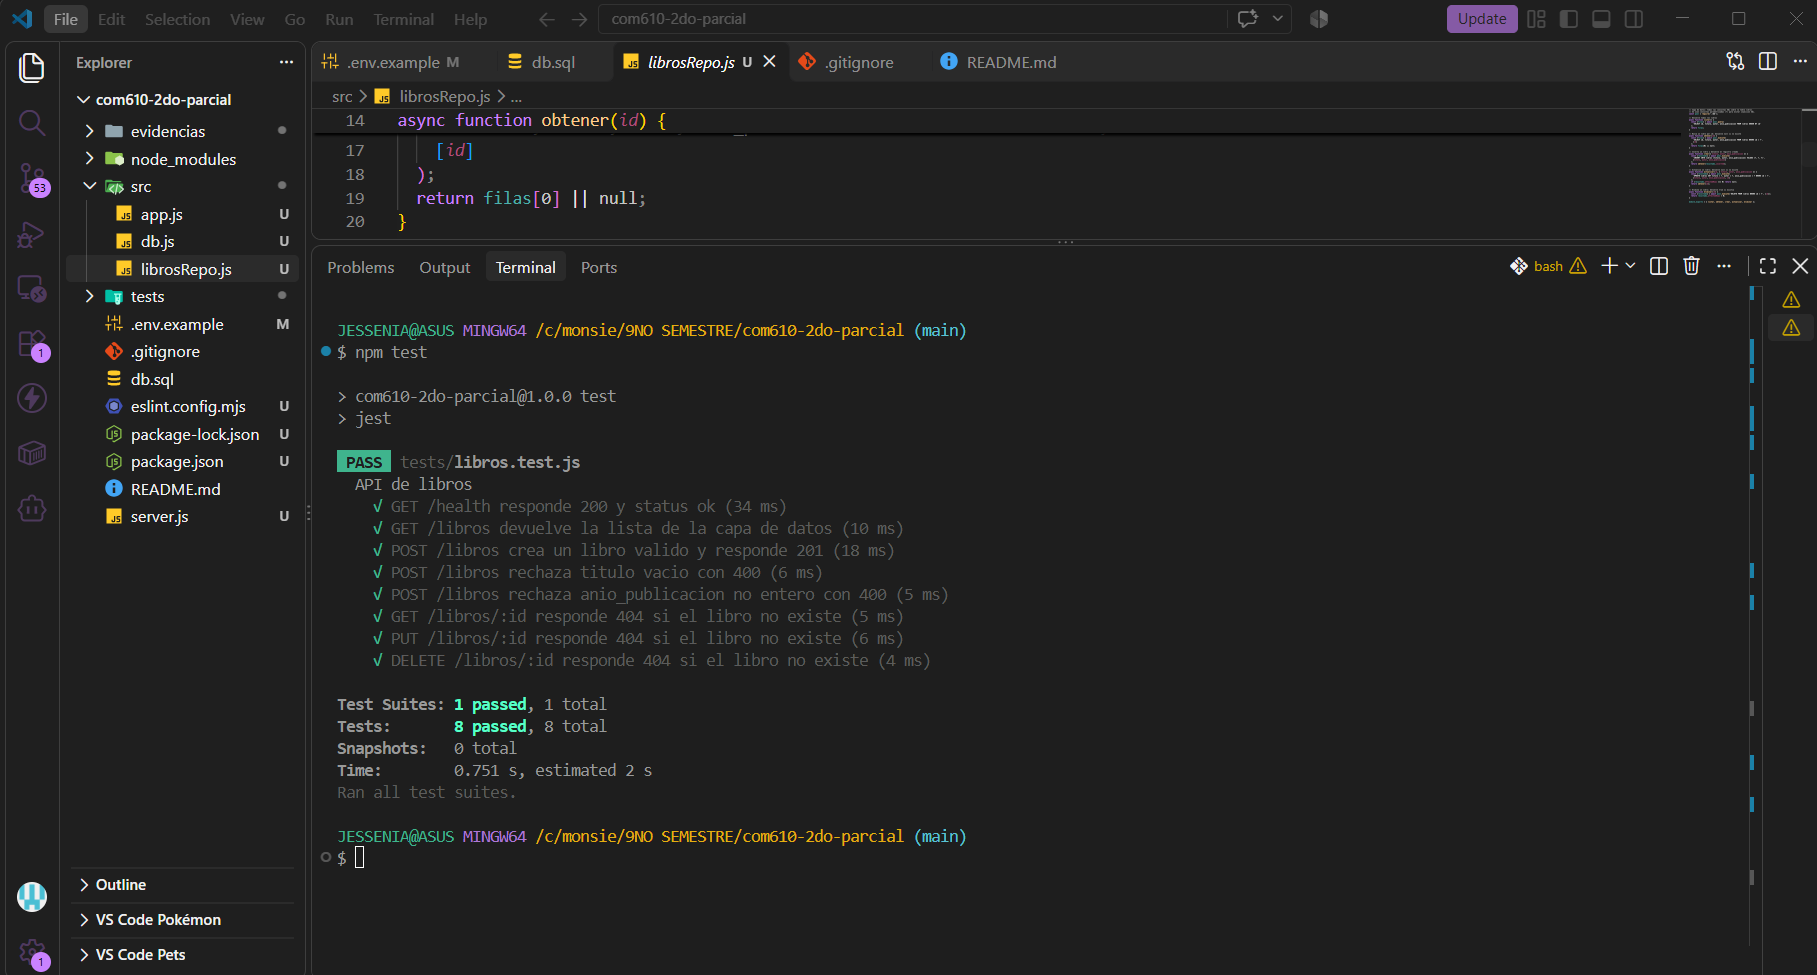 File Edit Selection View Go Run Terminal Help
com610-2do-parcial
Update
Explorer
com610-2do-parcial
evidencias
node_modules
src
app.js U
db.js U
librosRepo.js U
tests
.env.example M
.gitignore
db.sql
eslint.config.mjs U
package-lock.json U
package.json U
README.md
server.js U
Outline
VS Code Pokémon
VS Code Pets
53
1
1
.env.example M
db.sql
librosRepo.js U
.gitignore
README.md
src > librosRepo.js > ...
14 async function obtener(id) {
17 [id]
18 );
19 return filas[0] || null;
20 }
Problems Output Terminal Ports
bash
JESSENIA@ASUS MINGW64 /c/monsie/9NO SEMESTRE/com610-2do-parcial (main)
$ npm test
> com610-2do-parcial@1.0.0 test
> jest
PASS tests/libros.test.js
API de libros
√ GET /health responde 200 y status ok (34 ms)
√ GET /libros devuelve la lista de la capa de datos (10 ms)
√ POST /libros crea un libro valido y responde 201 (18 ms)
√ POST /libros rechaza titulo vacio con 400 (6 ms)
√ POST /libros rechaza anio_publicacion no entero con 400 (5 ms)
√ GET /libros/:id responde 404 si el libro no existe (5 ms)
√ PUT /libros/:id responde 404 si el libro no existe (6 ms)
√ DELETE /libros/:id responde 404 si el libro no existe (4 ms)
Test Suites: 1 passed, 1 total
Tests: 8 passed, 8 total
Snapshots: 0 total
Time: 0.751 s, estimated 2 s
Ran all test suites.
JESSENIA@ASUS MINGW64 /c/monsie/9NO SEMESTRE/com610-2do-parcial (main)
$